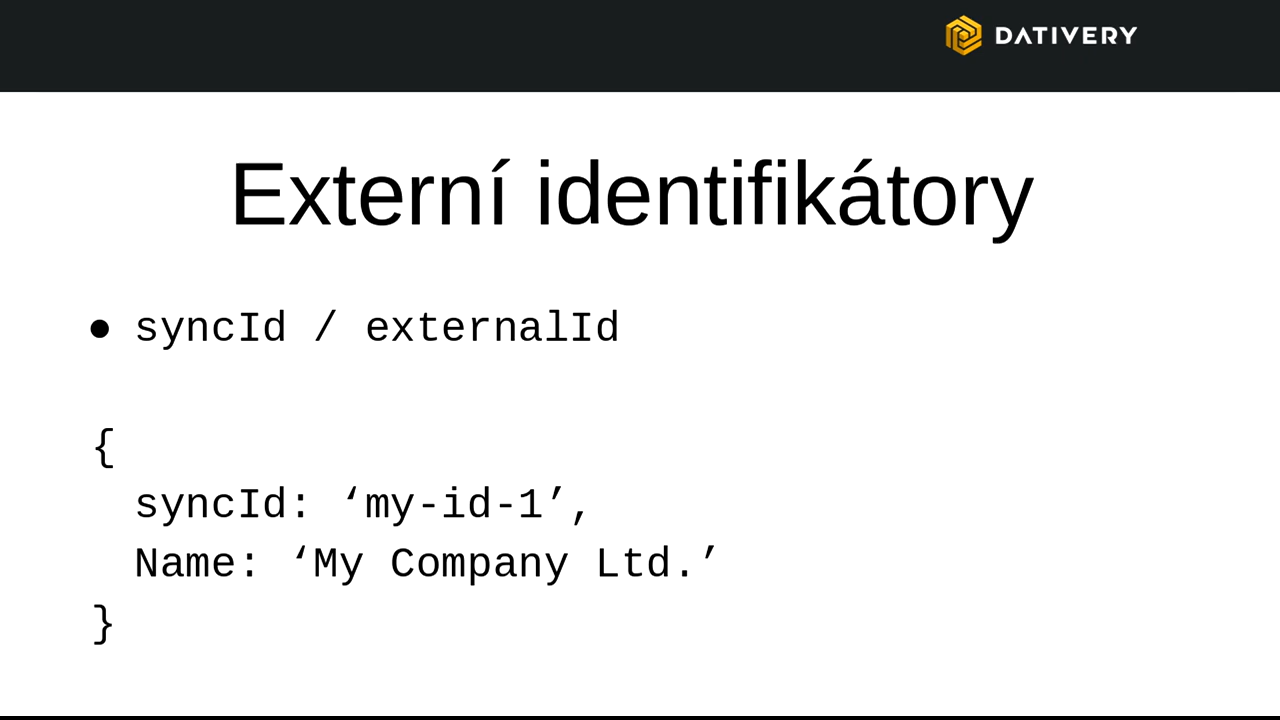 DATIVERY
Externí identifikátory
● syncId / externalId
{
  syncId: ‘my-id-1’,
  Name: ‘My Company Ltd.’
}